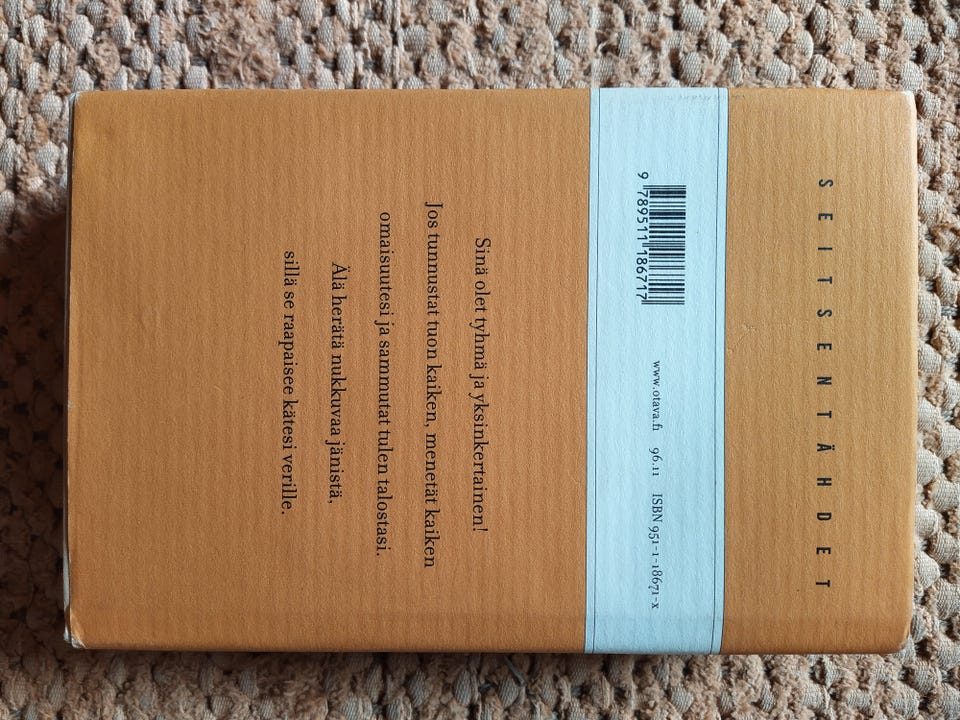 Sinä olet tyhmä ja yksinkertainen!
Jos tunnustat tuon kaiken, menetät kaiken
omaisuutesi ja sammutat tulen talostasi.
Älä herätä nukkuvaa jänistä,
sillä se raapaisee kätesi verille.
9 789511 186717
www.otava.fi 96.11 ISBN 951-1-18671-x
SEITSENTÄHDET